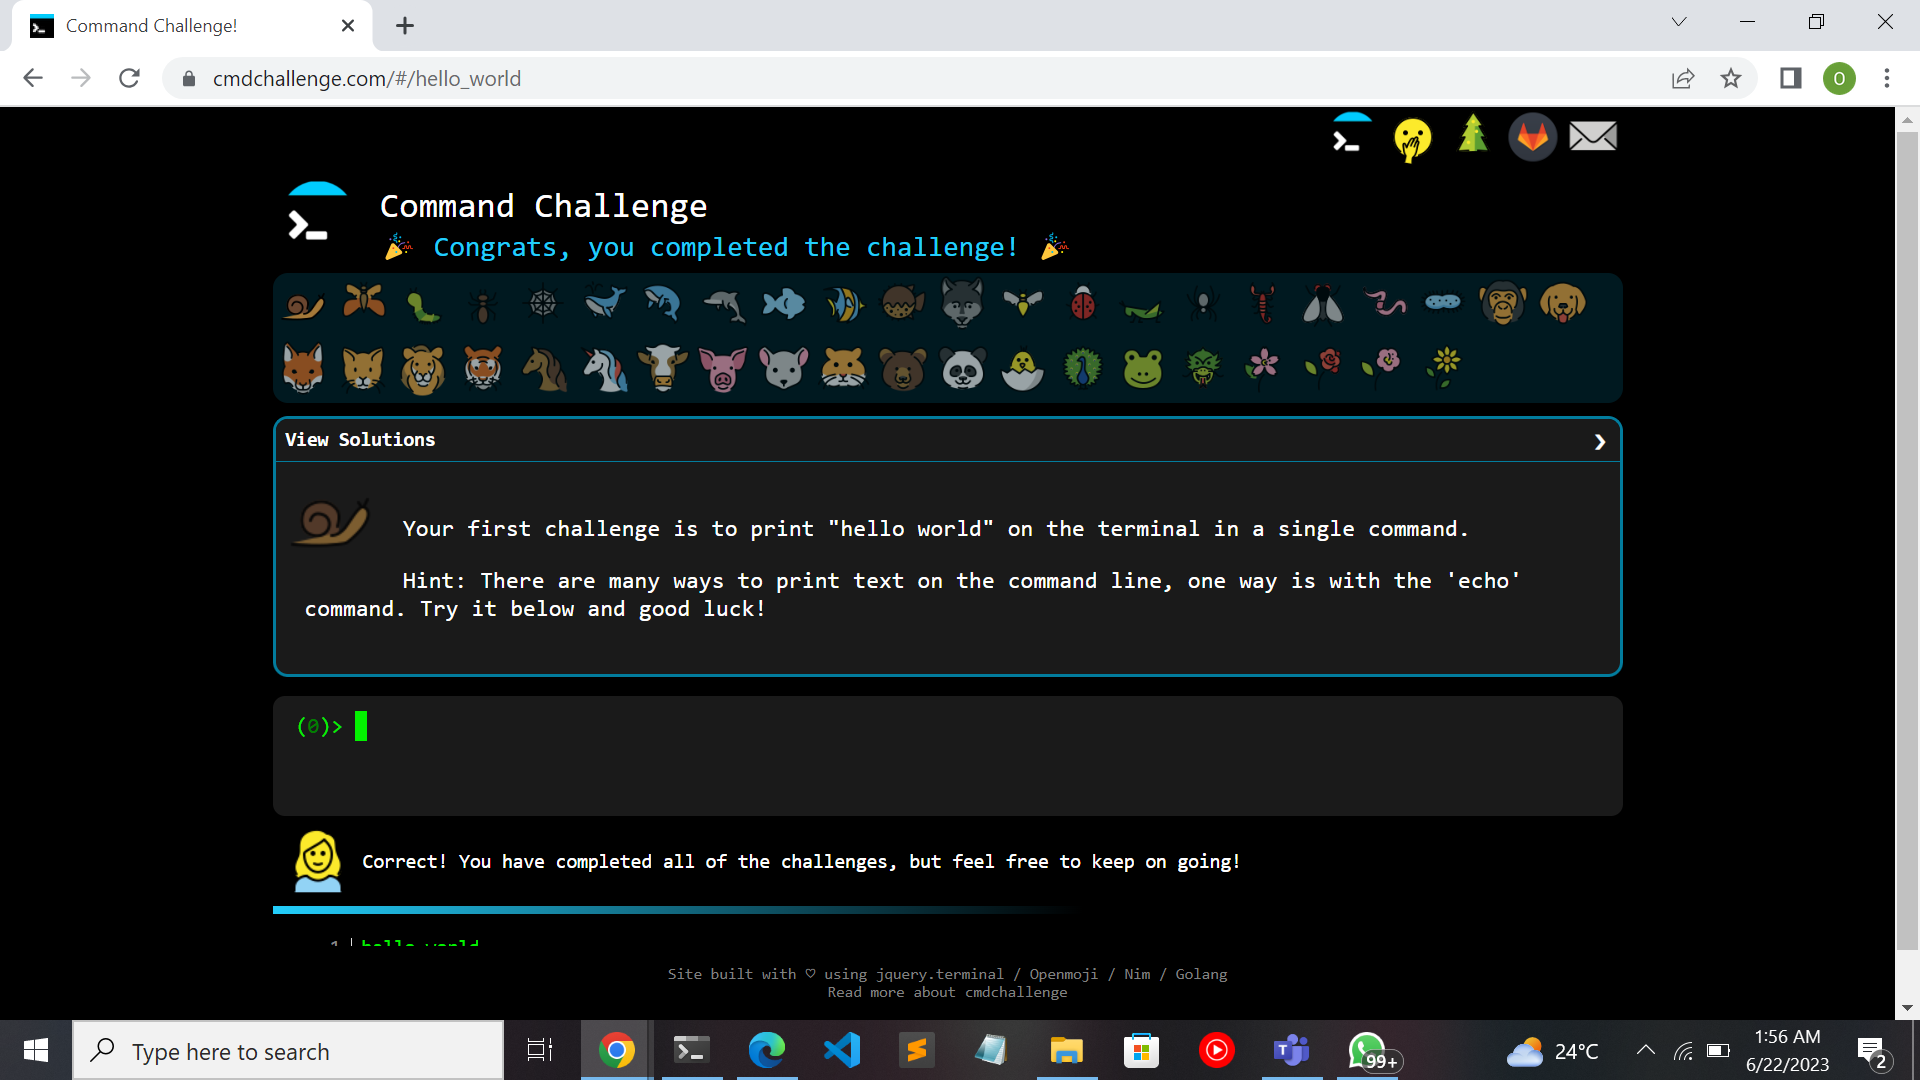 Command Challenge!
cmdchallenge.com/#/hello_world
O
Command Challenge
Congrats, you completed the challenge!
View Solutions
Your first challenge is to print "hello world" on the terminal in a single command.
Hint: There are many ways to print text on the command line, one way is with the 'echo'
command. Try it below and good luck!
(0)>
Correct! You have completed all of the challenges, but feel free to keep on going!
1 hello world
Site built with ♡ using jquery.terminal / Openmoji / Nim / Golang
Read more about cmdchallenge
Type here to search
99+
24°C
1:56 AM
6/22/2023
2